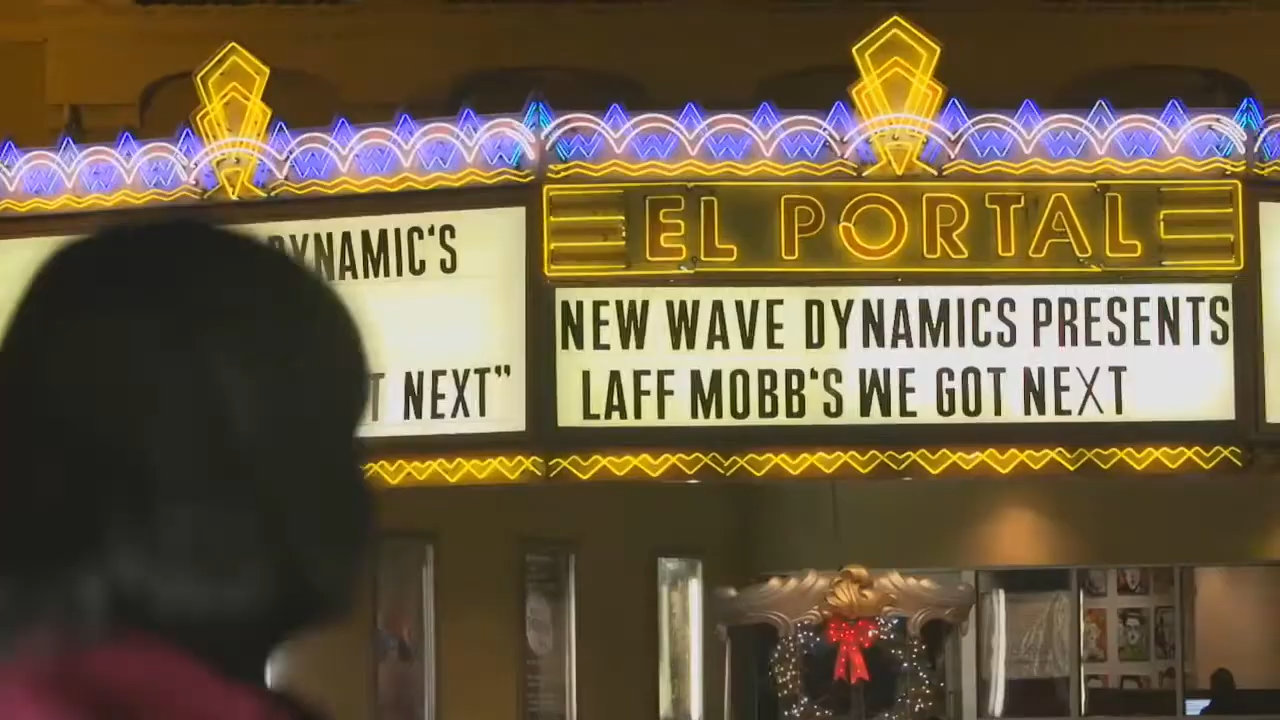 DYNAMIC'S
NEXT"
EL PORTAL
NEW WAVE DYNAMICS PRESENTS
LAFF MOBB'S WE GOT NEXT